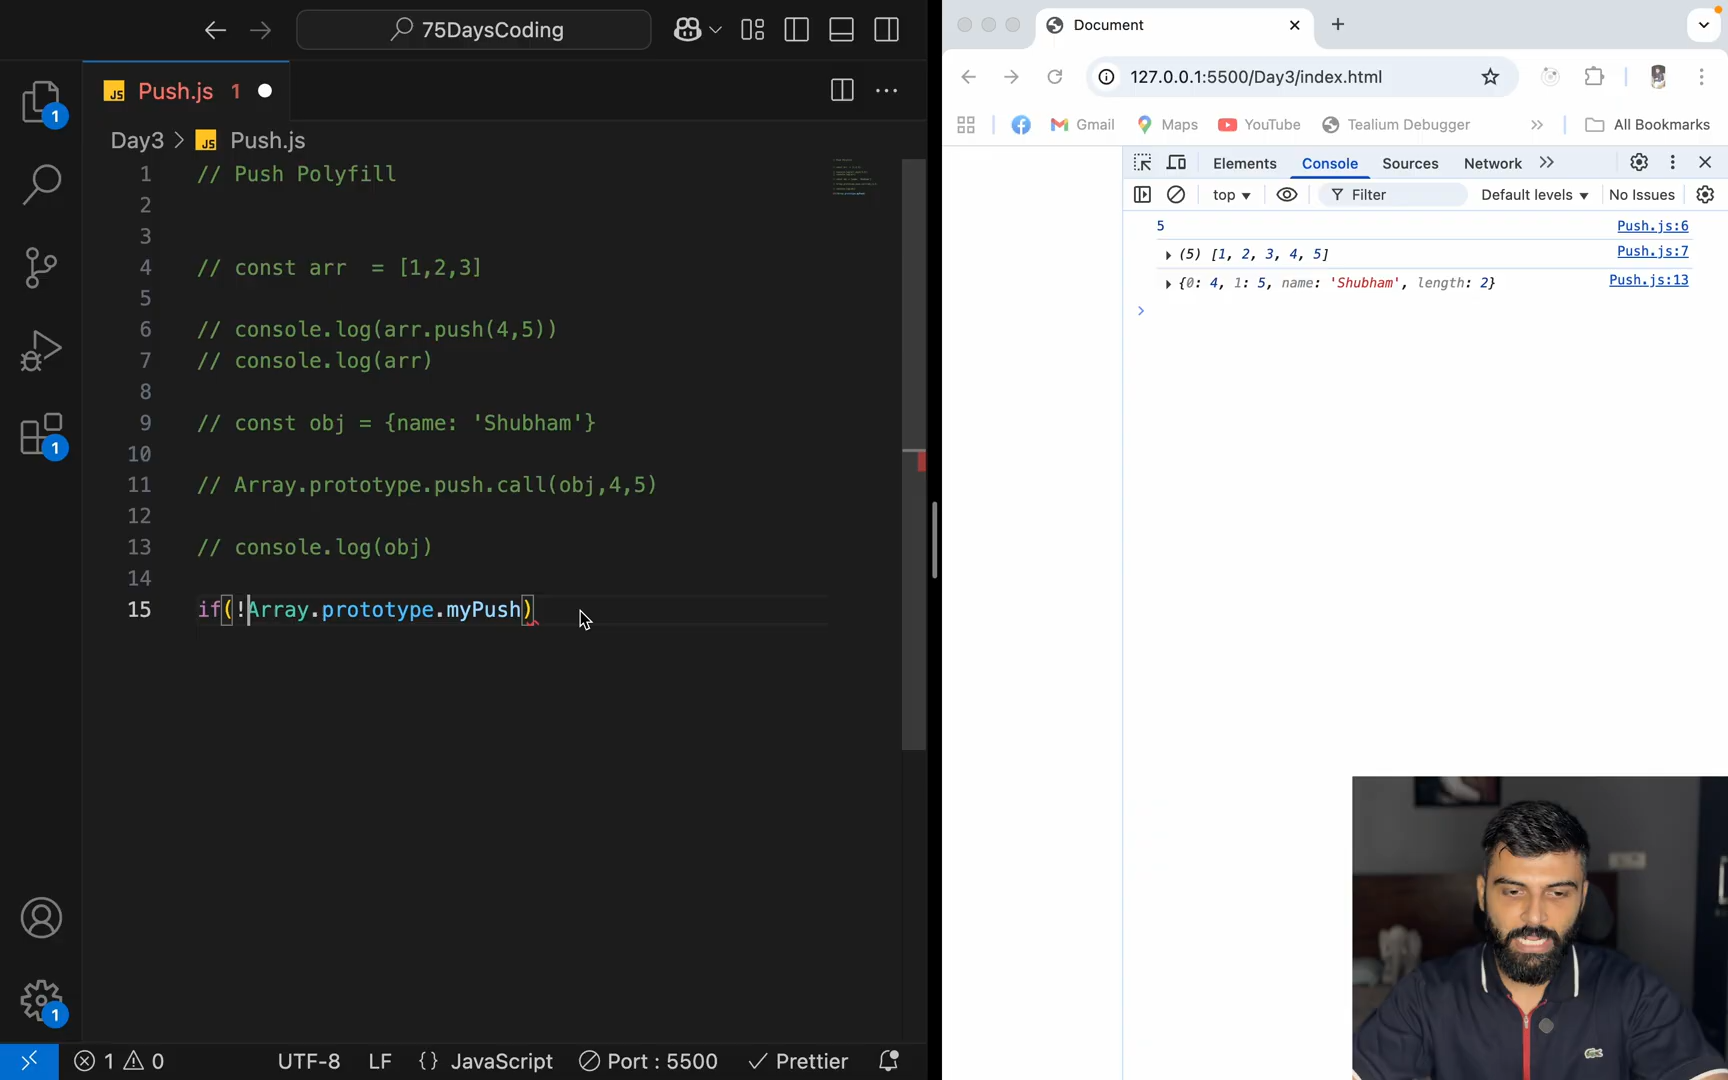 75DaysColding
JS Push.js 1
1
Day3 > JS Push.js
1 // Push Polyfill
2
3
4 // const arr  = [1,2,3]
5
6 // console.log(arr.push(4,5))
7 // console.log(arr)
8
9 // const obj = {name: 'Shubham'}
10
11 // Array.prototype.push.call(obj,4,5)
12
13 // console.log(obj)
14
15 if(!Array.prototype.myPush)
1
1
1 0 UTF-8 LF {} JavaScript Port : 5500 Prettier
Document
127.0.0.1:5500/Day3/index.html
Gmail Maps YouTube Tealium Debugger » All Bookmarks
Elements Console Sources Network »
top Filter Default levels No Issues
5 Push.js:6
(5) [1, 2, 3, 4, 5] Push.js:7
{0: 4, 1: 5, name: 'Shubham', length: 2} Push.js:13
>